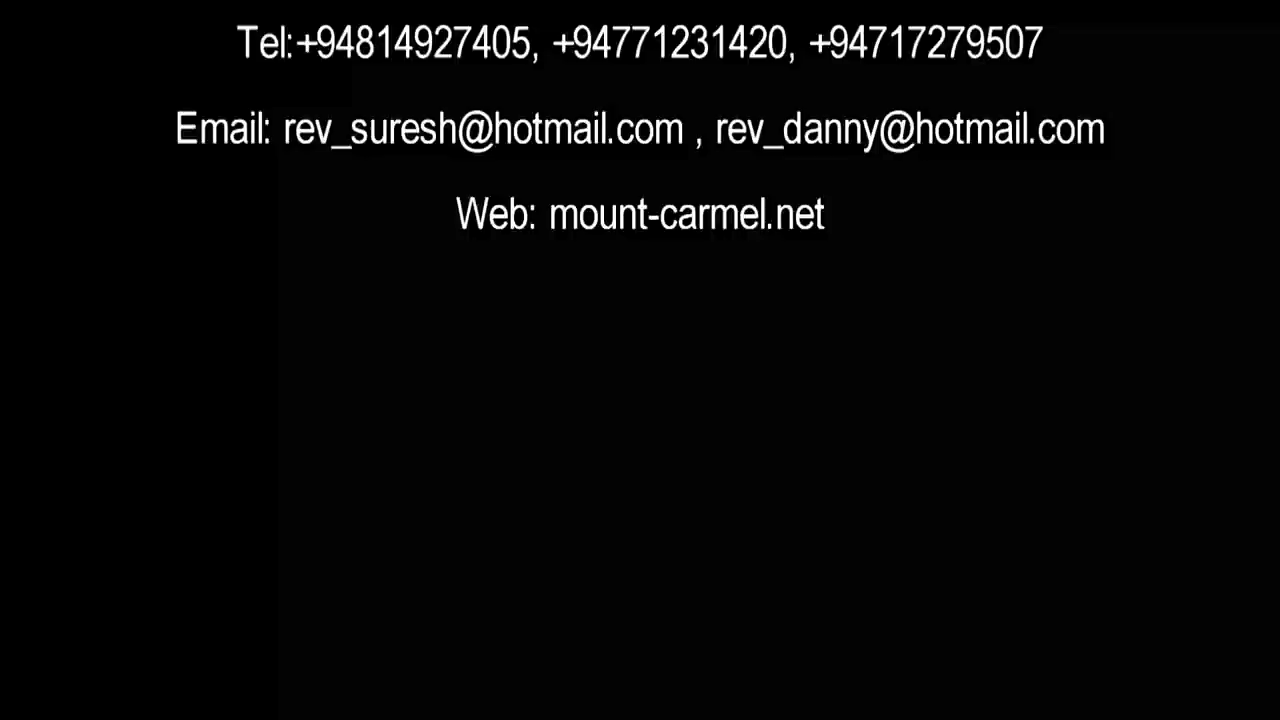 Tel:+94814927405, +94771231420, +94717279507
Email: rev_suresh@hotmail.com , rev_danny@hotmail.com
Web: mount-carmel.net